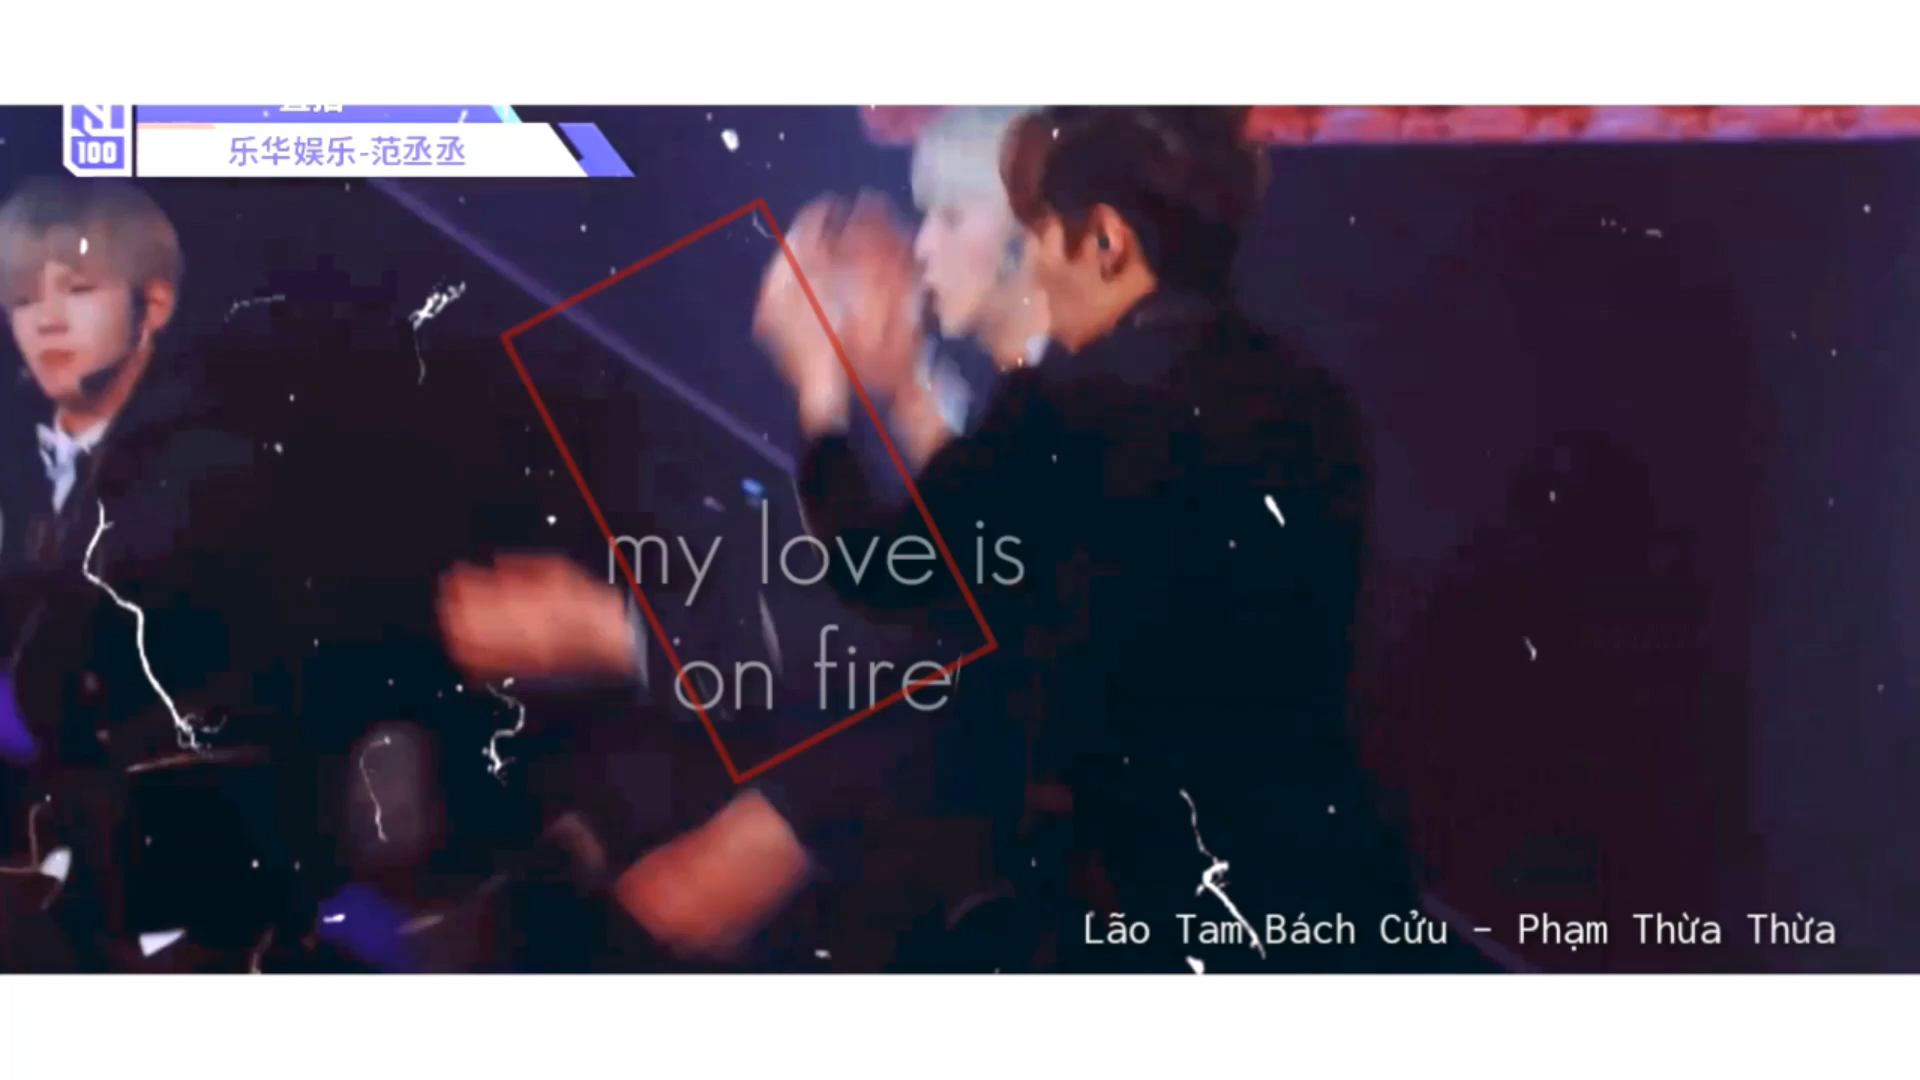 100
乐华娱乐-范丞丞
my love is
on fire
Lão Tam Bách Cửu - Phạm Thừa Thừa